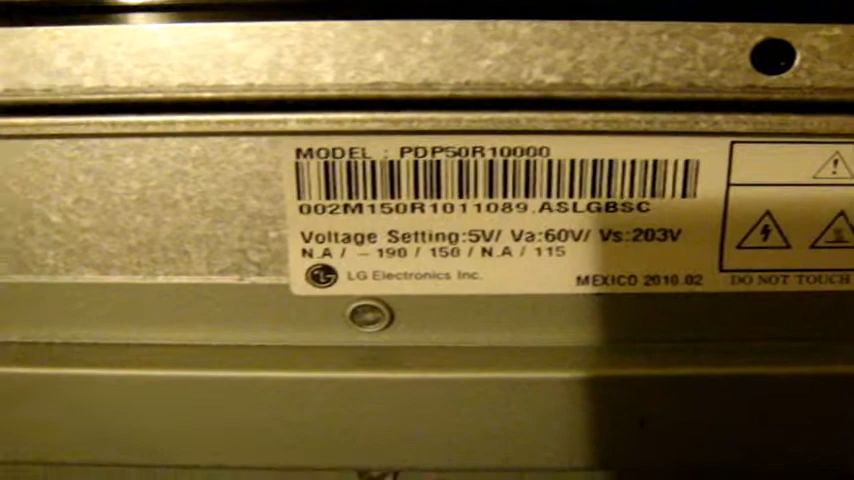 MODEL : PDP50R10000
002M150R1011089.ASLGBSC
Voltage Setting:5V/ Va:60V/ Vs:203V
N.A / -190 / 150 / N.A / 115
LG LG Electronics Inc.
MEXICO 2010.02
DO NOT TOUCH